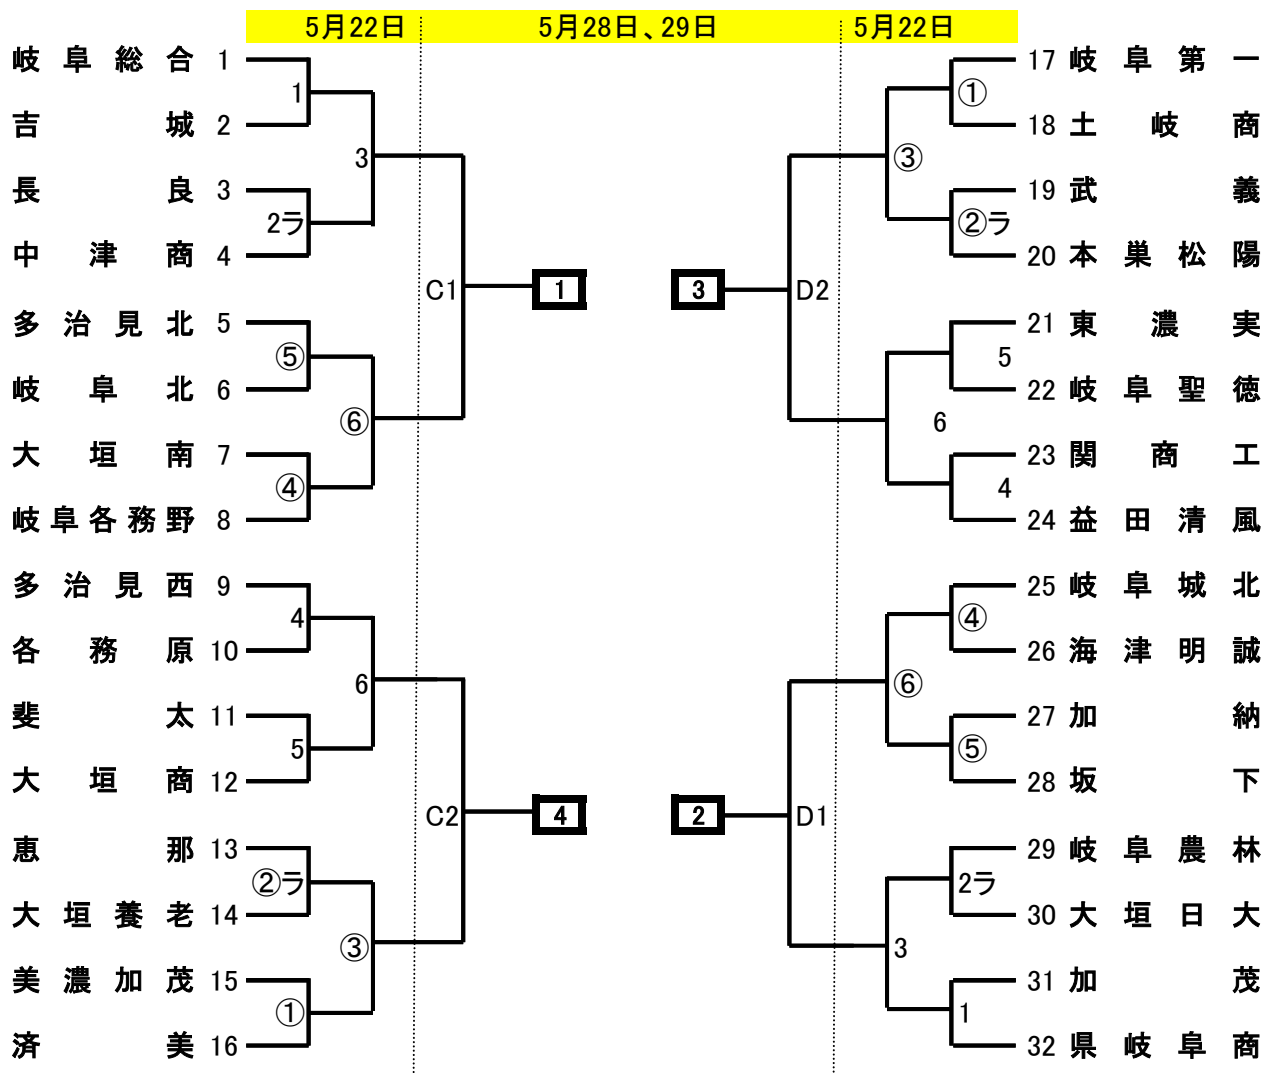 5月22日 5月28日、29日 5月22日
岐阜総合 1 17 岐阜第一
1 ①
吉城 2 18 土岐商
3 ③
長良 3 19 武義
2ラ ②ラ
中津商 4 20 本巣松陽
C1 1 3 D2
多治見北 5 21 東濃実
⑤ 5
岐阜北 6 22 岐阜聖徳
⑥ 6
大垣南 7 23 関商工
④ 4
岐阜各務野 8 24 益田清風
多治見西 9 25 岐阜城北
4 ④
各務原 10 26 海津明誠
6 ⑥
斐太 11 27 加納
5 ⑤
大垣商 12 28 坂下
C2 4 2 D1
恵那 13 29 岐阜農林
②ラ 2ラ
大垣養老 14 30 大垣日大
③ 3
美濃加茂 15 31 加茂
① 1
済美 16 32 県岐阜商